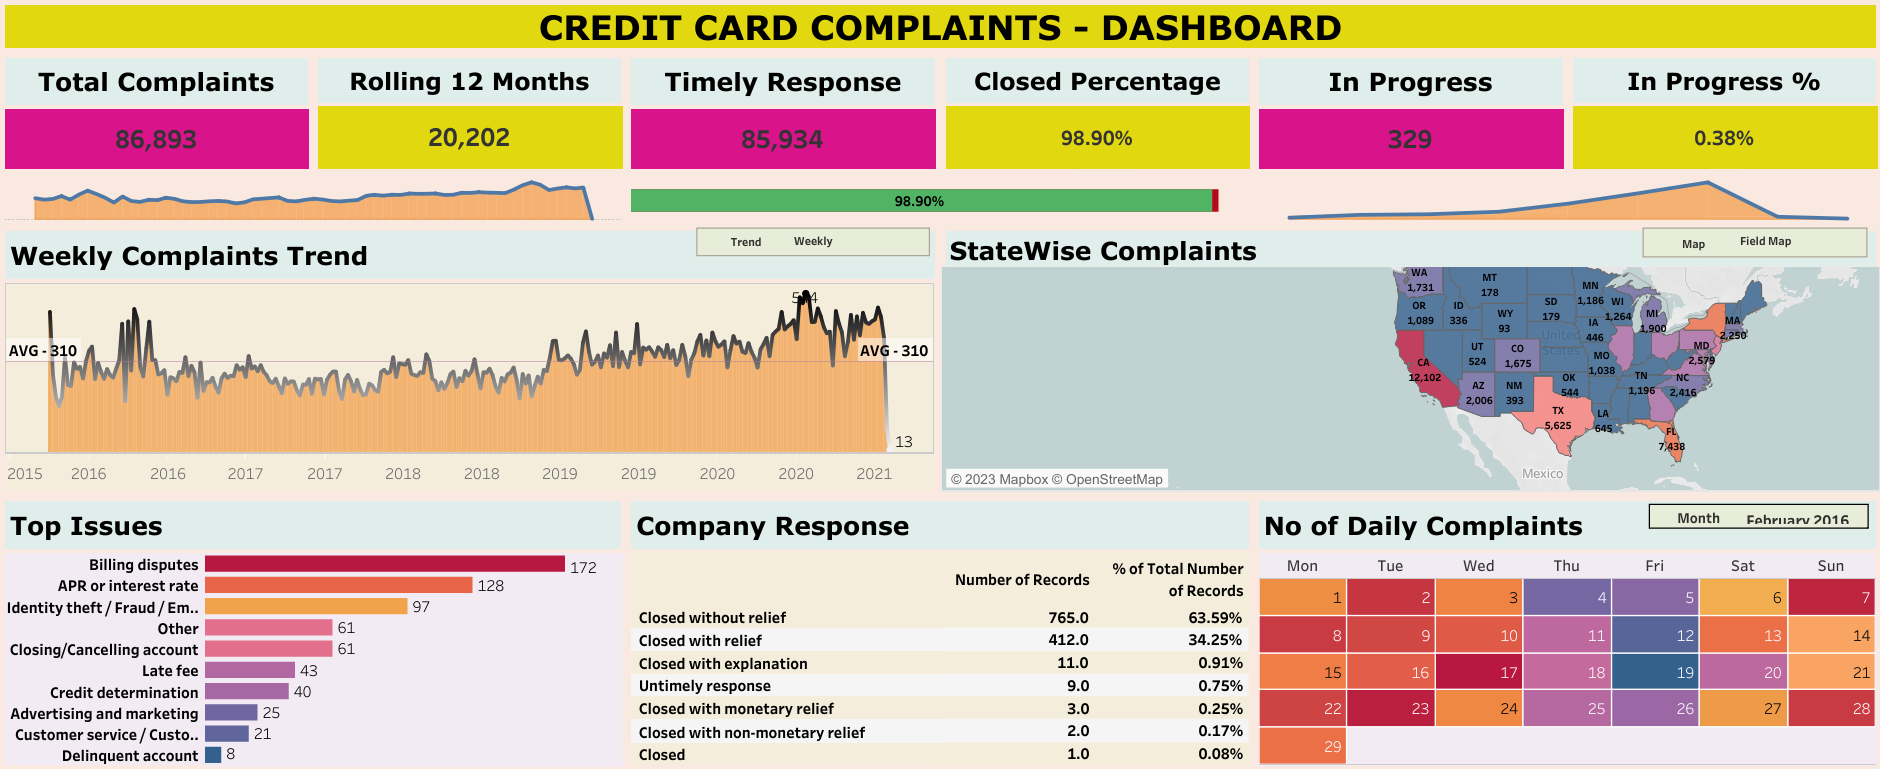 CREDIT CARD COMPLAINTS - DASHBOARD
Total Complaints
Rolling 12 Months
Timely Response
Closed Percentage
In Progress
In Progress %
86,893
20,202
85,934
98.90%
329
0.38%
98.90%
Weekly Complaints Trend
Trend Weekly
AVG - 310
AVG - 310
13
2015 2016 2016 2017 2017 2018 2018 2019 2019 2020 2020 2021
StateWise Complaints
Map Field Map
WA
1,731
MT
178
OR
1,089
ID
336
WY
93
SD
179
MN
1,186
WI
1,264
MI
1,900
MA
2,250
IA
446
United
States
UT
524
CO
1,675
MO
1,038
MD
2,579
CA
12,102
AZ
2,006
NM
393
OK
544
TN
1,196
NC
2,416
TX
5,625
LA
645
FL
7,438
Mexico
© 2023 Mapbox © OpenStreetMap
Top Issues
Billing disputes 172
APR or interest rate 128
Identity theft / Fraud / Em.. 97
Other 61
Closing/Cancelling account 61
Late fee 43
Credit determination 40
Advertising and marketing 25
Customer service / Custo.. 21
Delinquent account 8
Company Response
Number of Records
% of Total Number
of Records
Closed without relief 765.0 63.59%
Closed with relief 412.0 34.25%
Closed with explanation 11.0 0.91%
Untimely response 9.0 0.75%
Closed with monetary relief 3.0 0.25%
Closed with non-monetary relief 2.0 0.17%
Closed 1.0 0.08%
No of Daily Complaints
Month February 2016
Mon Tue Wed Thu Fri Sat Sun
1 2 3 4 5 6 7
8 9 10 11 12 13 14
15 16 17 18 19 20 21
22 23 24 25 26 27 28
29